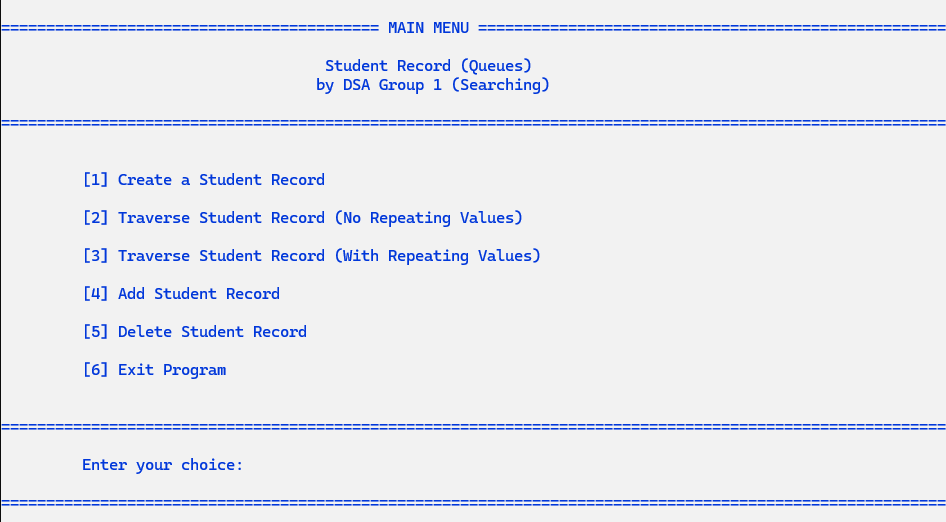 ========================================== MAIN MENU ====================================================
Student Record (Queues)
by DSA Group 1 (Searching)
=========================================================================================================
[1] Create a Student Record
[2] Traverse Student Record (No Repeating Values)
[3] Traverse Student Record (With Repeating Values)
[4] Add Student Record
[5] Delete Student Record
[6] Exit Program
=========================================================================================================
Enter your choice:
=========================================================================================================